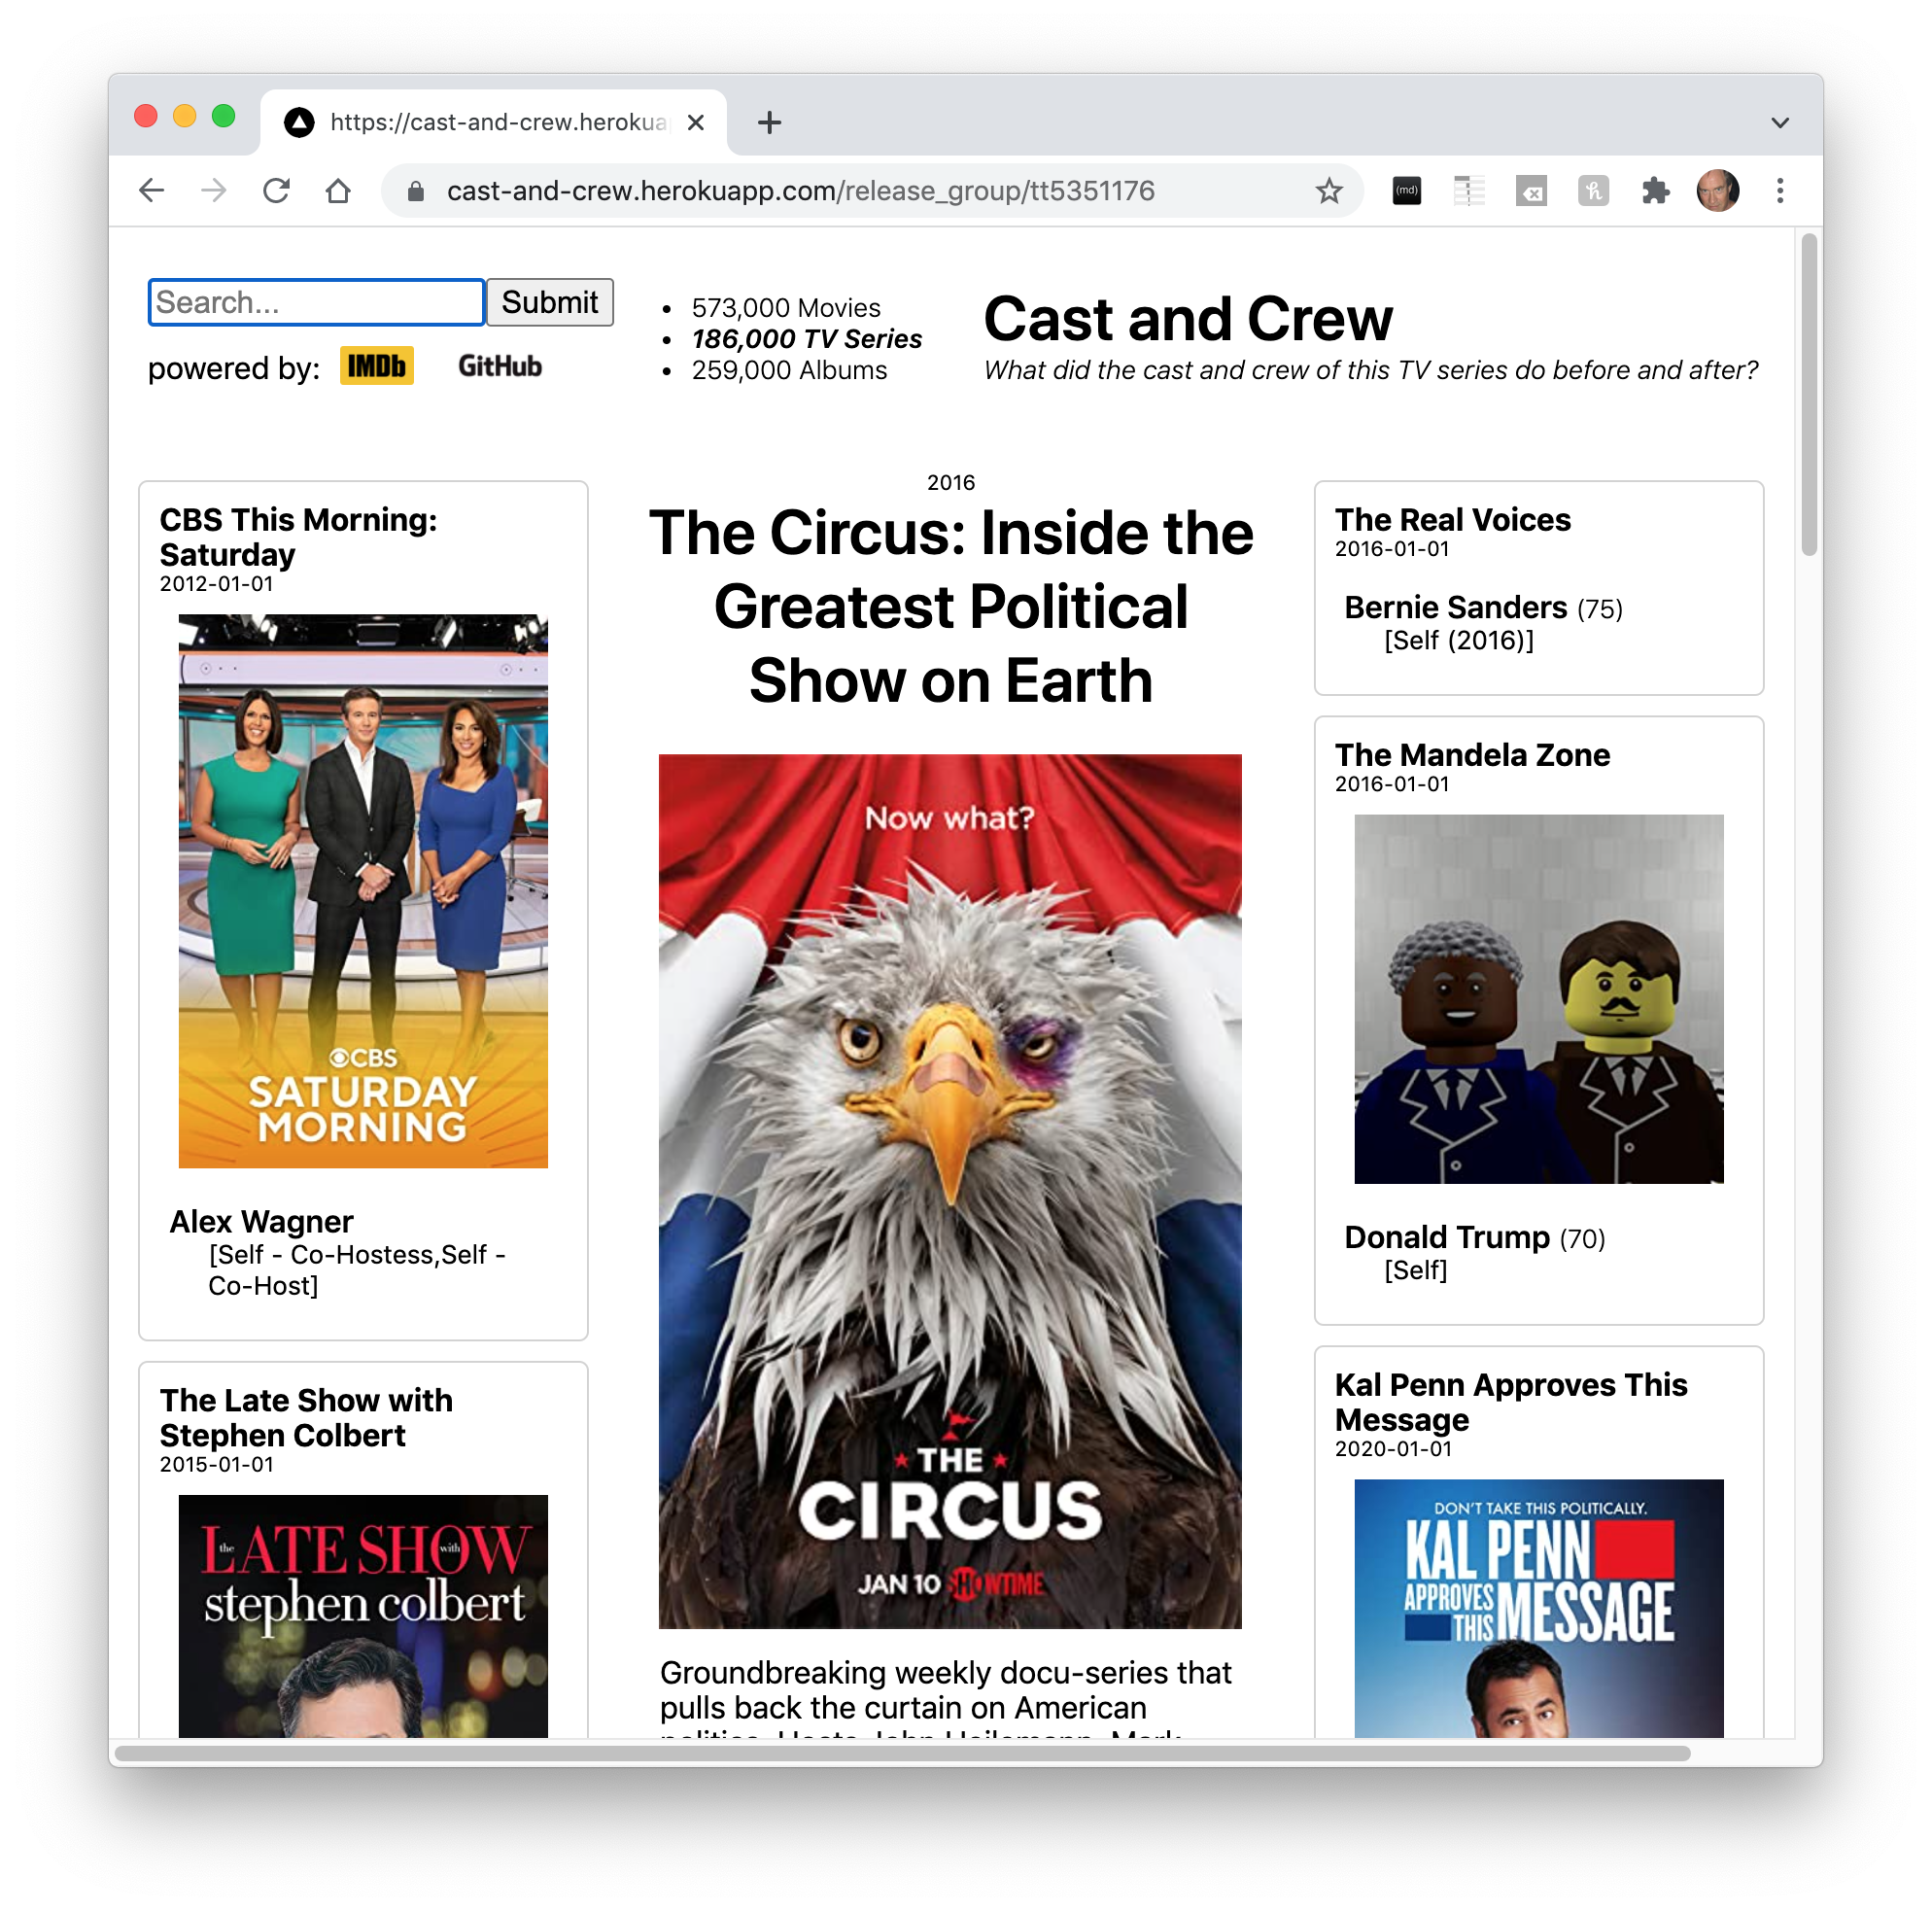 https://cast-and-crew.herokua
cast-and-crew.herokuapp.com/release_group/tt5351176
(md)
Search...
Submit
powered by: IMDb GitHub
• 573,000 Movies
• 186,000 TV Series
• 259,000 Albums
Cast and Crew
What did the cast and crew of this TV series do before and after?
CBS This Morning:
Saturday
2012-01-01
CBS
SATURDAY
MORNING
Alex Wagner
[Self - Co-Hostess,Self -
Co-Host]
The Late Show with
Stephen Colbert
2015-01-01
the LATE SHOW with
stephen colbert
2016
The Circus: Inside the
Greatest Political
Show on Earth
Now what?
THE
CIRCUS
JAN 10 SHOWTIME
Groundbreaking weekly docu-series that
pulls back the curtain on American
politics. Hosts John Heilemann, Mark
The Real Voices
2016-01-01
Bernie Sanders (75)
[Self (2016)]
The Mandela Zone
2016-01-01
Donald Trump (70)
[Self]
Kal Penn Approves This
Message
2020-01-01
DON'T TAKE THIS POLITICALLY.
KAL PENN
APPROVES
THIS MESSAGE